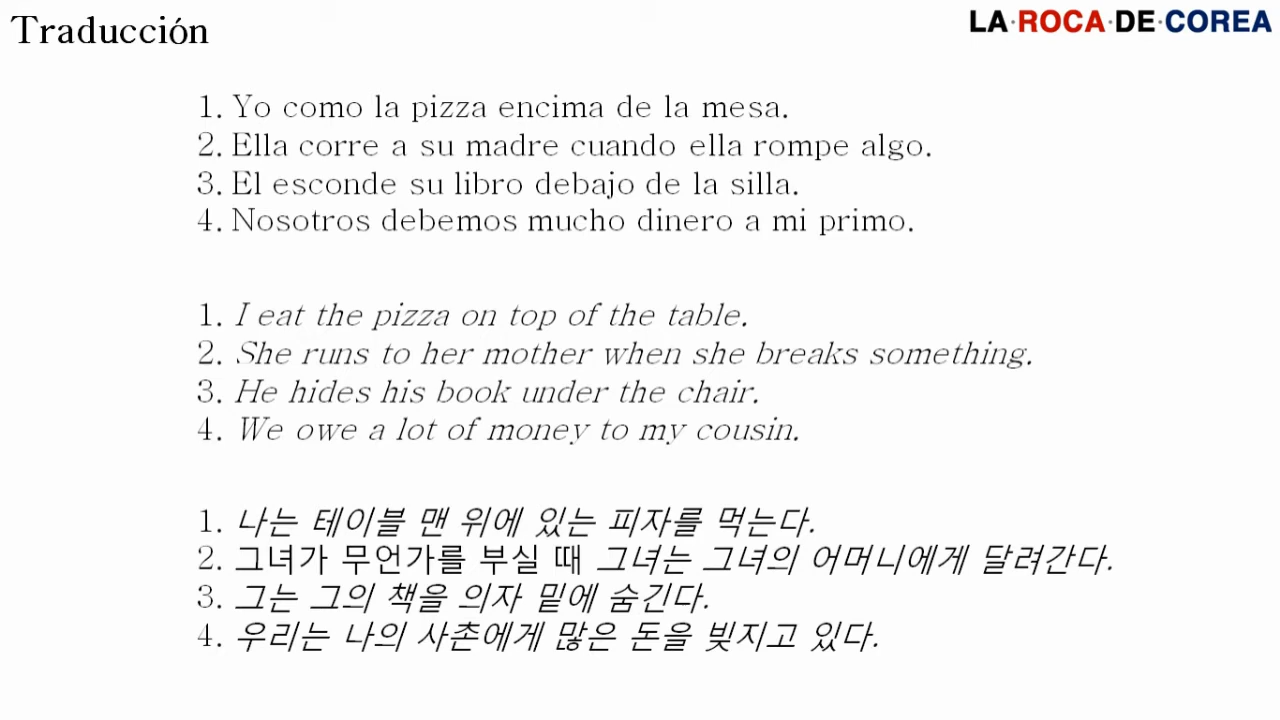 Traducción
LA·ROCA·DE·COREA
1. Yo como la pizza encima de la mesa.
2. Ella corre a su madre cuando ella rompe algo.
3. El esconde su libro debajo de la silla.
4. Nosotros debemos mucho dinero a mi primo.
1. I eat the pizza on top of the table.
2. She runs to her mother when she breaks something.
3. He hides his book under the chair.
4. We owe a lot of money to my cousin.
1. 나는 테이블 맨 위에 있는 피자를 먹는다.
2. 그녀가 무언가를 부실 때 그녀는 그녀의 어머니에게 달려간다.
3. 그는 그의 책을 의자 밑에 숨긴다.
4. 우리는 나의 사촌에게 많은 돈을 빚지고 있다.